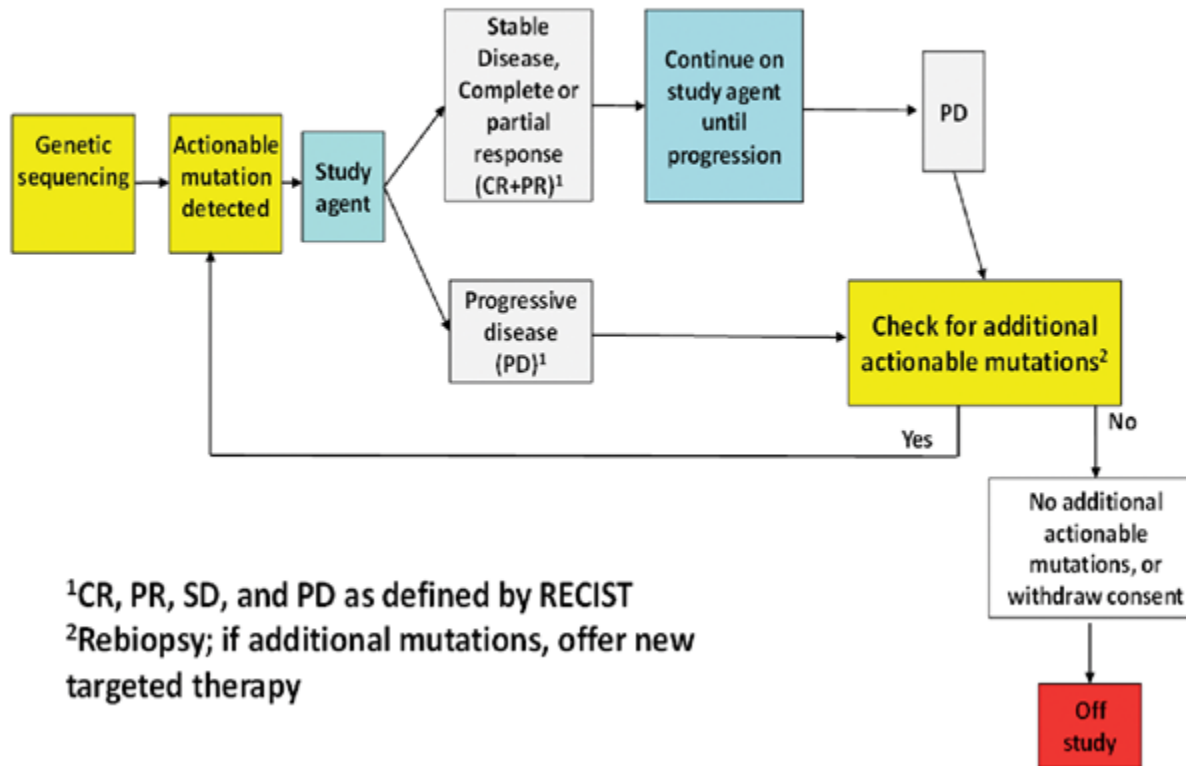 Genetic
sequencing
Actionable
mutation
detected
Study
agent
Stable
Disease,
Complete or
partial
response
(CR+PR)¹
Continue on
study agent
until
progression
PD
Progressive
disease
(PD)¹
Check for additional
actionable mutations²
Yes
No
No additional
actionable
mutations, or
withdraw consent
Off
study
¹CR, PR, SD, and PD as defined by RECIST
²Rebiopsy; if additional mutations, offer new
targeted therapy